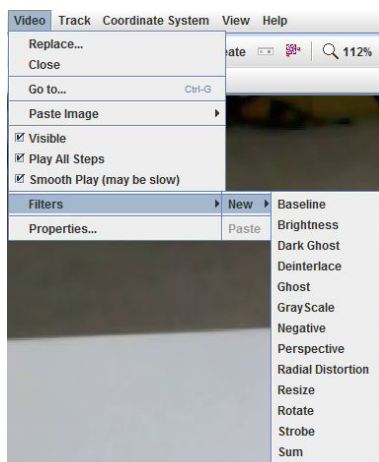 Video Track Coordinate System View Help
Replace...
Close
eate 112%
Go to... Ctrl-G
Paste Image
Visible
Play All Steps
Smooth Play (may be slow)
Filters New Baseline
Properties... Paste Brightness
Dark Ghost
Deinterlace
Ghost
GrayScale
Negative
Perspective
Radial Distortion
Resize
Rotate
Strobe
Sum